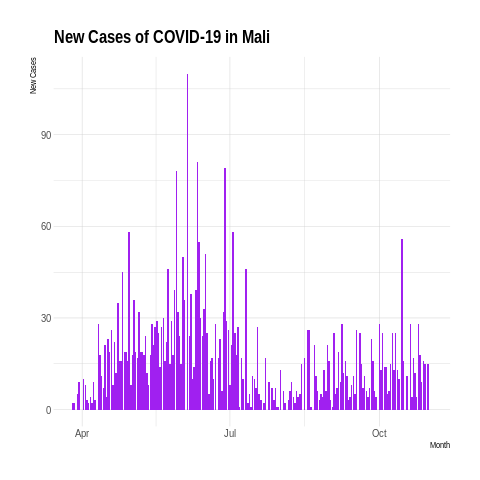 New Cases of COVID-19 in Mali
New Cases
90
60
30
0
Apr
Jul
Oct
Month